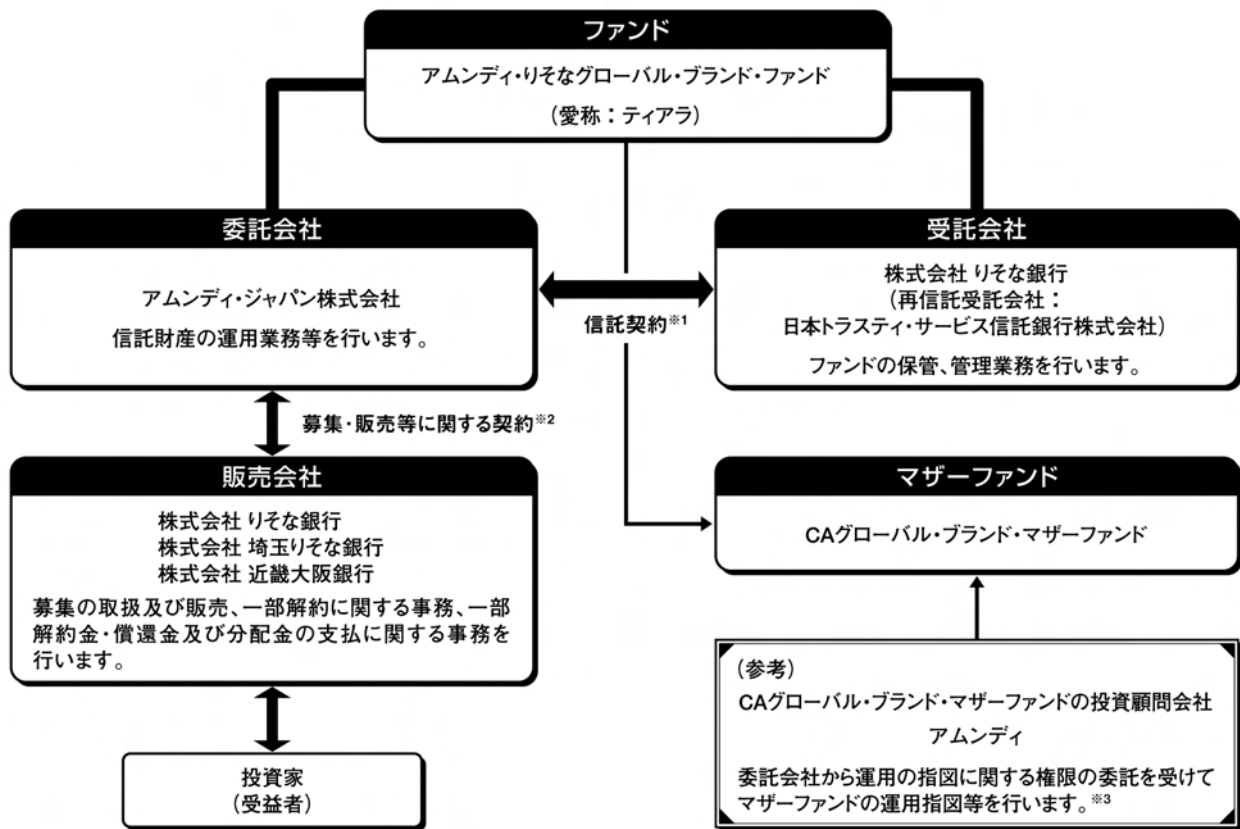 ファンド
アムンディ・りそなグローバル・ブランド・ファンド
(愛称：ティアラ)
委託会社
アムンディ・ジャパン株式会社
信託財産の運用業務等を行います。
信託契約※1
受託会社
株式会社 りそな銀行
(再信託受託会社：
日本トラスティ・サービス信託銀行株式会社)
ファンドの保管、管理業務を行います。
募集・販売等に関する契約※2
販売会社
株式会社 りそな銀行
株式会社 埼玉りそな銀行
株式会社 近畿大阪銀行
募集の取扱及び販売、一部解約に関する事務、一部
解約金・償還金及び分配金の支払に関する事務を
行います。
マザーファンド
CAグローバル・ブランド・マザーファンド
投資家
(受益者)
(参考)
CAグローバル・ブランド・マザーファンドの投資顧問会社
アムンディ
委託会社から運用の指図に関する権限の委託を受けて
マザーファンドの運用指図等を行います。※3